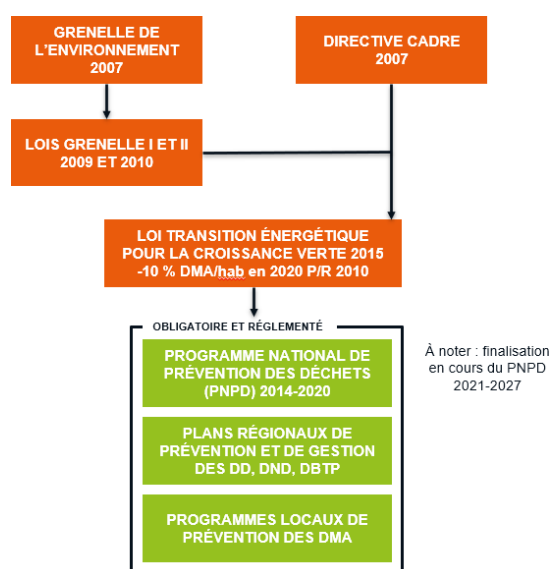 GRENELLE DE
L'ENVIRONNEMENT
2007
DIRECTIVE CADRE
2007
LOIS GRENELLE I ET II
2009 ET 2010
LOI TRANSITION ÉNERGÉTIQUE
POUR LA CROISSANCE VERTE 2015
-10 % DMA/hab en 2020 P/R 2010
OBLIGATOIRE ET RÉGLEMENTÉ
PROGRAMME NATIONAL DE
PRÉVENTION DES DÉCHETS
(PNPD) 2014-2020
À noter : finalisation
en cours du PNPD
2021-2027
PLANS RÉGIONAUX DE
PRÉVENTION ET DE GESTION
DES DD, DND, DBTP
PROGRAMMES LOCAUX DE
PRÉVENTION DES DMA